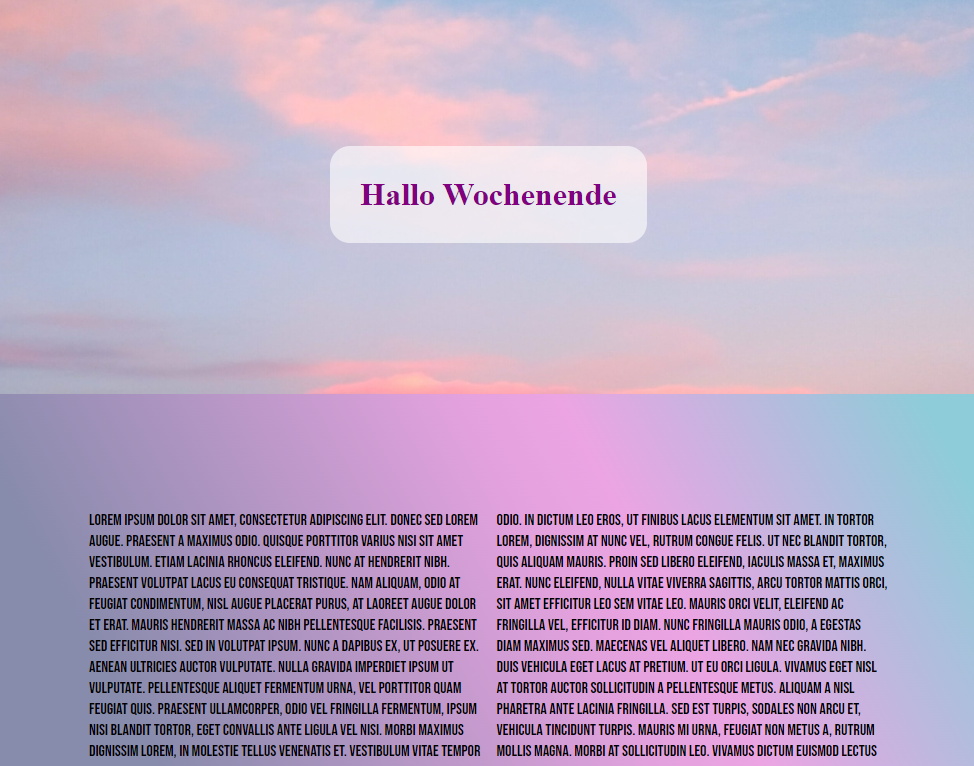 Hallo Wochenende
LOREM IPSUM DOLOR SIT AMET, CONSECTETUR ADIPISCING ELIT. DONEC SED LOREM
AUGUE. PRAESENT A MAXIMUS ODIO. QUISQUE PORTTITOR VARIUS NISI SIT AMET
VESTIBULUM. ETIAM LACINIA RHONCUS ELEIFEND. NUNC AT HENDRERIT NIBH.
PRAESENT VOLUTPAT LACUS EU CONSEQUAT TRISTIQUE. NAM ALIQUAM, ODIO AT
FEUGIAT CONDIMENTUM, NISL AUGUE PLACERAT PURUS, AT LAOREET AUGUE DOLOR
ET ERAT. MAURIS HENDRERIT MASSA AC NIBH PELLENTESQUE FACILISIS. PRAESENT
SED EFFICITUR NISI. SED IN VOLUTPAT IPSUM. NUNC A DAPIBUS EX, UT POSUERE EX.
AENEAN ULTRICIES AUCTOR VULPUTATE. NULLA GRAVIDA IMPERDIET IPSUM UT
VULPUTATE. PELLENTESQUE ALIQUET FERMENTUM URNA, VEL PORTTITOR QUAM
FEUGIAT QUIS. PRAESENT ULLAMCORPER, ODIO VEL FRINGILLA FERMENTUM, IPSUM
NISI BLANDIT TORTOR, EGET CONVALLIS ANTE LIGULA VEL NISI. MORBI MAXIMUS
DIGNISSIM LOREM, IN MOLESTIE TELLUS VENENATIS ET. VESTIBULUM VITAE TEMPOR
ODIO. IN DICTUM LEO EROS, UT FINIBUS LACUS ELEMENTUM SIT AMET. IN TORTOR
LOREM, DIGNISSIM AT NUNC VEL, RUTRUM CONGUE FELIS. UT NEC BLANDIT TORTOR,
QUIS ALIQUAM MAURIS. PROIN SED LIBERO ELEIFEND, IACULIS MASSA ET, MAXIMUS
ERAT. NUNC ELEIFEND, NULLA VITAE VIVERRA SAGITTIS, ARCU TORTOR MATTIS ORCI,
SIT AMET EFFICITUR LEO SEM VITAE LEO. MAURIS ORCI VELIT, ELEIFEND AC
FRINGILLA VEL, EFFICITUR ID DIAM. NUNC FRINGILLA MAURIS ODIO, A EGESTAS
DIAM MAXIMUS SED. MAECENAS VEL ALIQUET LIBERO. NAM NEC GRAVIDA NIBH.
DUIS VEHICULA EGET LACUS AT PRETIUM. UT EU ORCI LIGULA. VIVAMUS EGET NISL
AT TORTOR AUCTOR SOLLICITUDIN A PELLENTESQUE METUS. ALIQUAM A NISL
PHARETRA ANTE LACINIA FRINGILLA. SED EST TURPIS, SODALES NON ARCU ET,
VEHICULA TINCIDUNT TURPIS. MAURIS MI URNA, FEUGIAT NON METUS A, RUTRUM
MOLLIS MAGNA. MORBI AT SOLLICITUDIN LEO. VIVAMUS DICTUM EUISMOD LECTUS